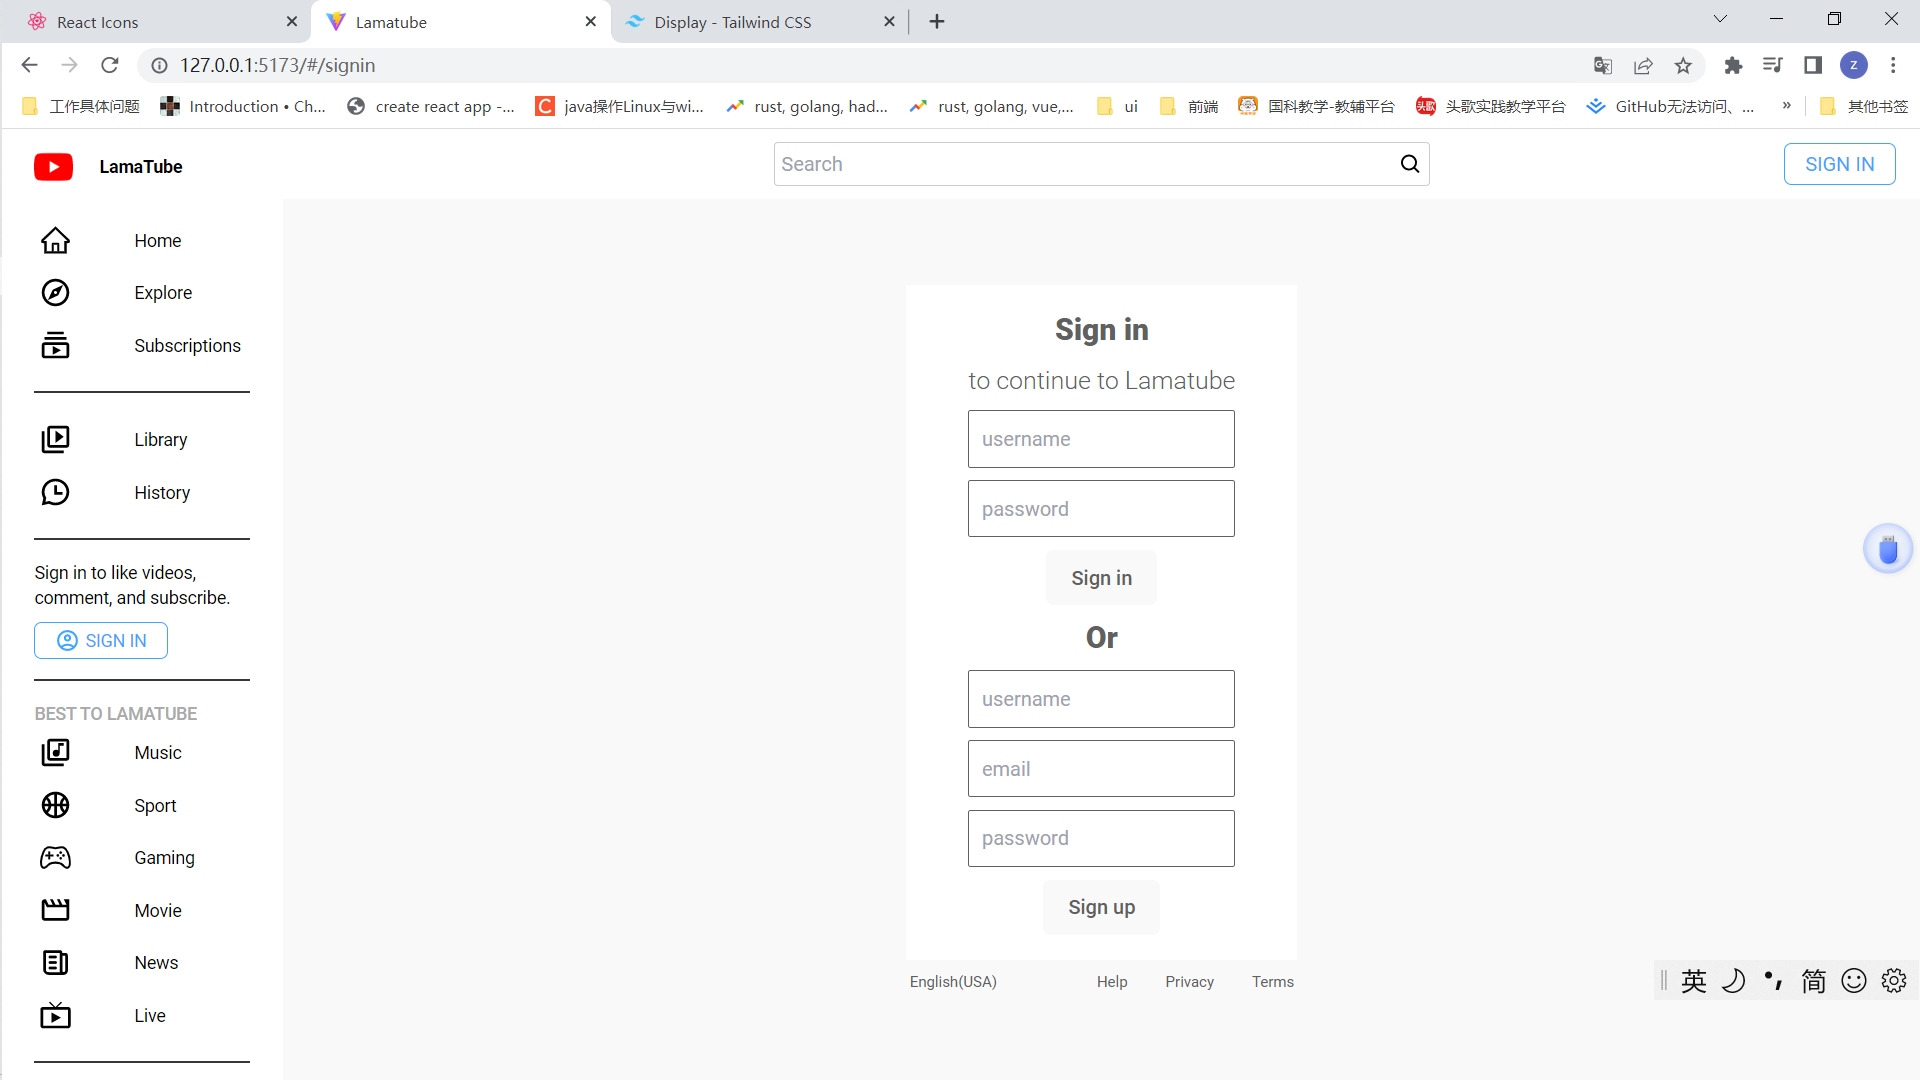 React Icons
Lamatube
Display - Tailwind CSS
127.0.0.1:5173/#/signin
Z
工作具体问题
Introduction • Ch...
create react app -...
java操作Linux与wi...
rust, golang, had...
rust, golang, vue,...
ui
前端
国科教学-教辅平台
头歌
头歌实践教学平台
GitHub无法访问、...
»
其他书签
LamaTube
Search
SIGN IN
Home
Explore
Subscriptions
Library
History
Sign in to like videos,
comment, and subscribe.
SIGN IN
BEST TO LAMATUBE
Music
Sport
Gaming
Movie
News
Live
Sign in
to continue to Lamatube
username
password
Sign in
Or
username
email
password
Sign up
English(USA)
Help
Privacy
Terms
英
简